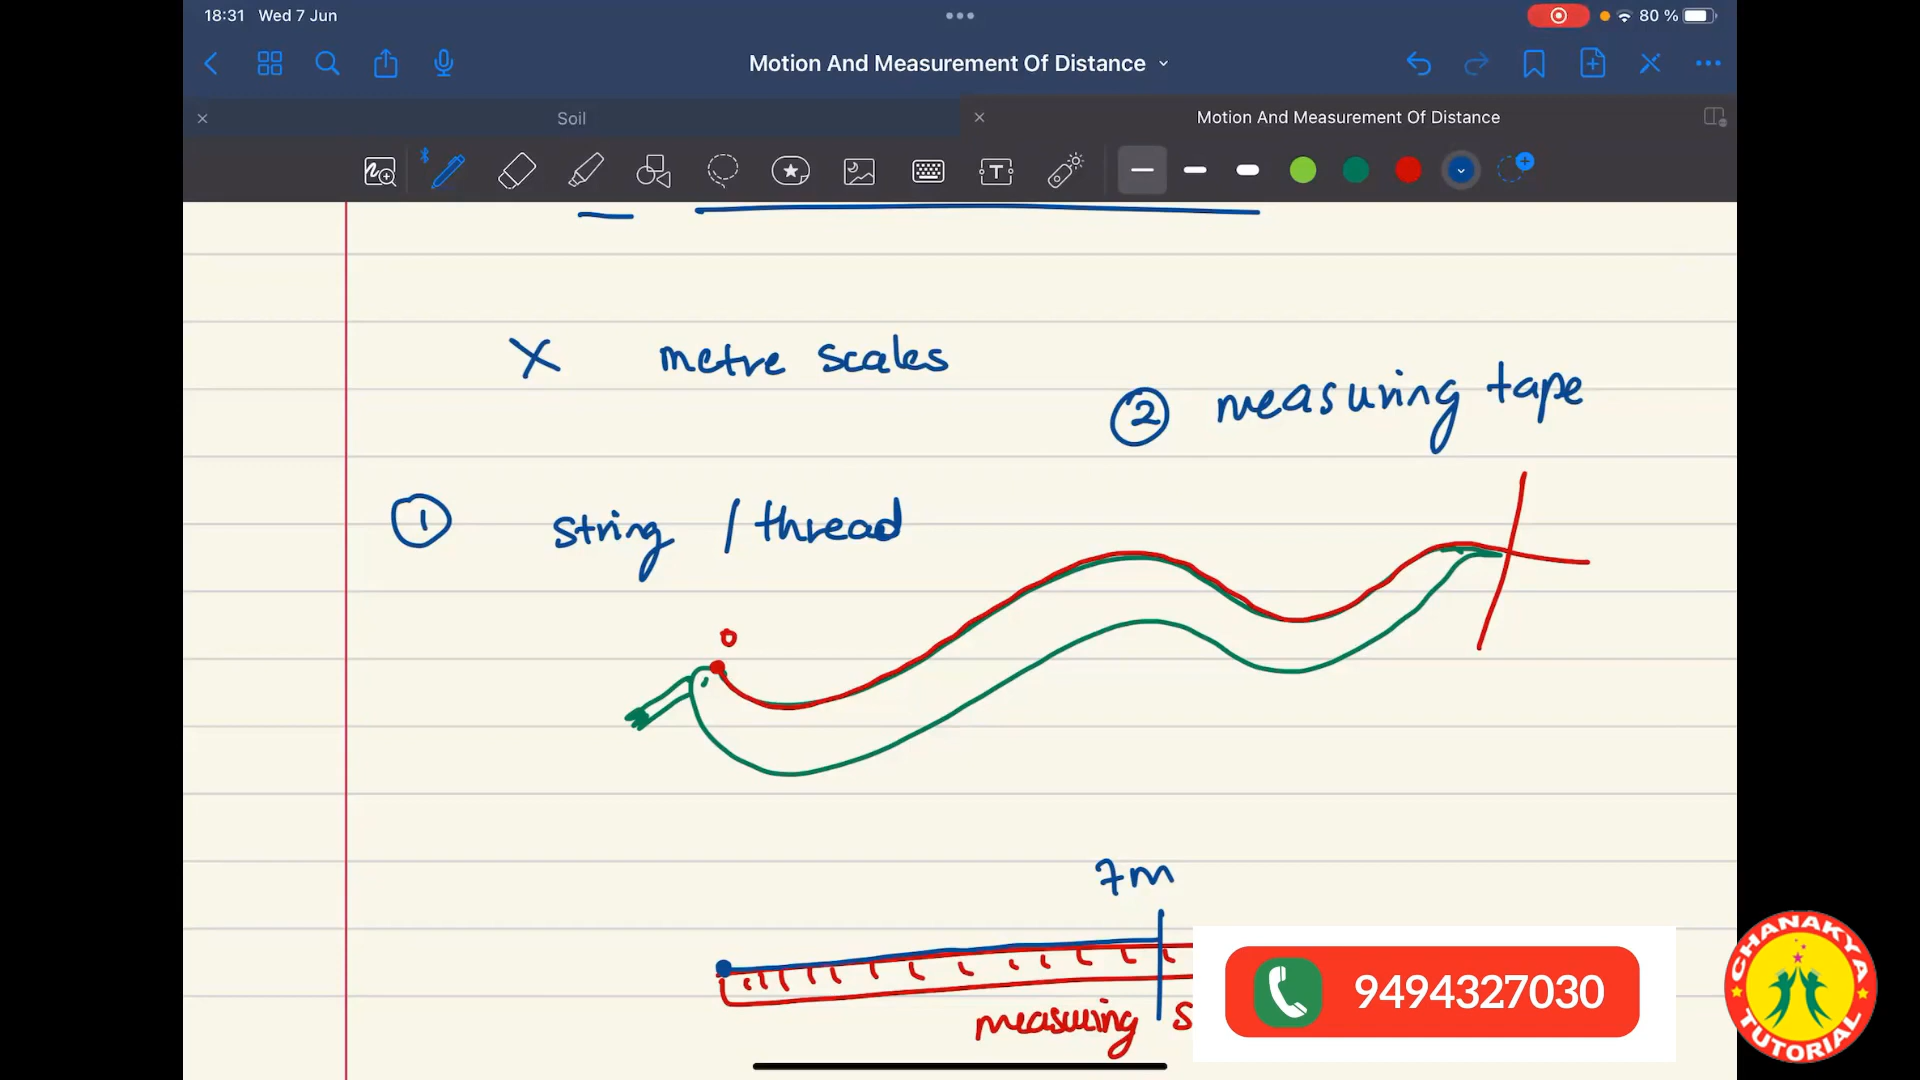 18:31 Wed 7 Jun
80 %
Motion And Measurement Of Distance
Soil
Motion And Measurement Of Distance
T
X metre scales
2 measuring tape
1 string / thread
0
7m
measuring s
9494327030
CHANAKYA
TUTORIAL